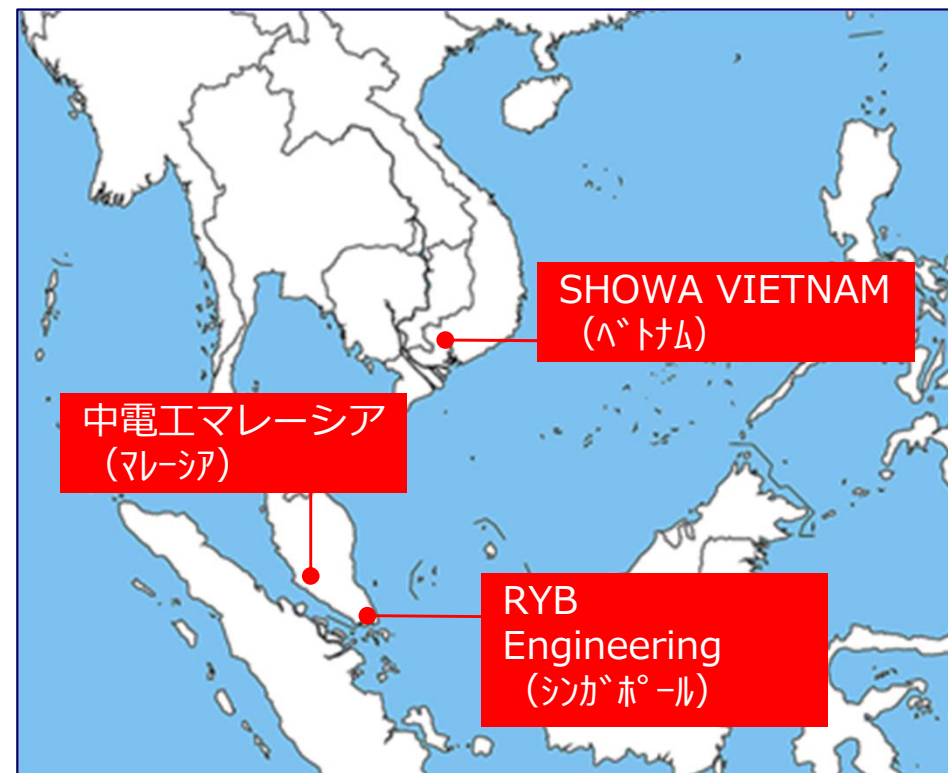 SHOWA VIETNAM
（ﾍﾞﾄﾅﾑ）
中電工マレーシア
（ﾏﾚｰｼｱ）
RYB
Engineering
（ｼﾝｶﾞﾎﾟｰﾙ）